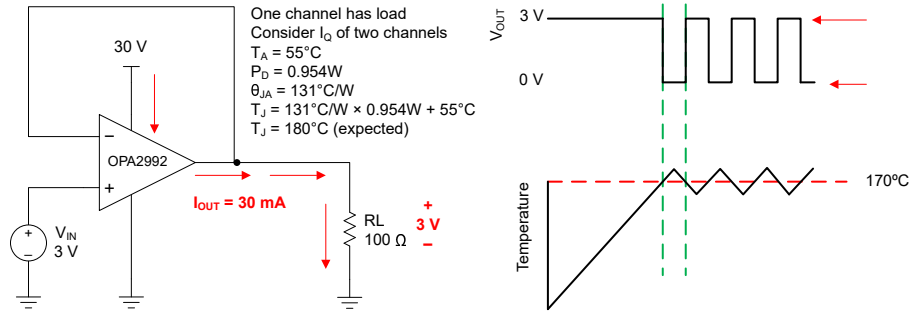 One channel has load
Consider IQ of two channels
TA = 55°C
PD = 0.954W
θJA = 131°C/W
TJ = 131°C/W × 0.954W + 55°C
TJ = 180°C (expected)
30 V
–
OPA2992
+
IOUT = 30 mA
+
–
VIN
3 V
RL
100 Ω
+
3 V
–
VOUT
3 V
0 V
Temperature
170ºC